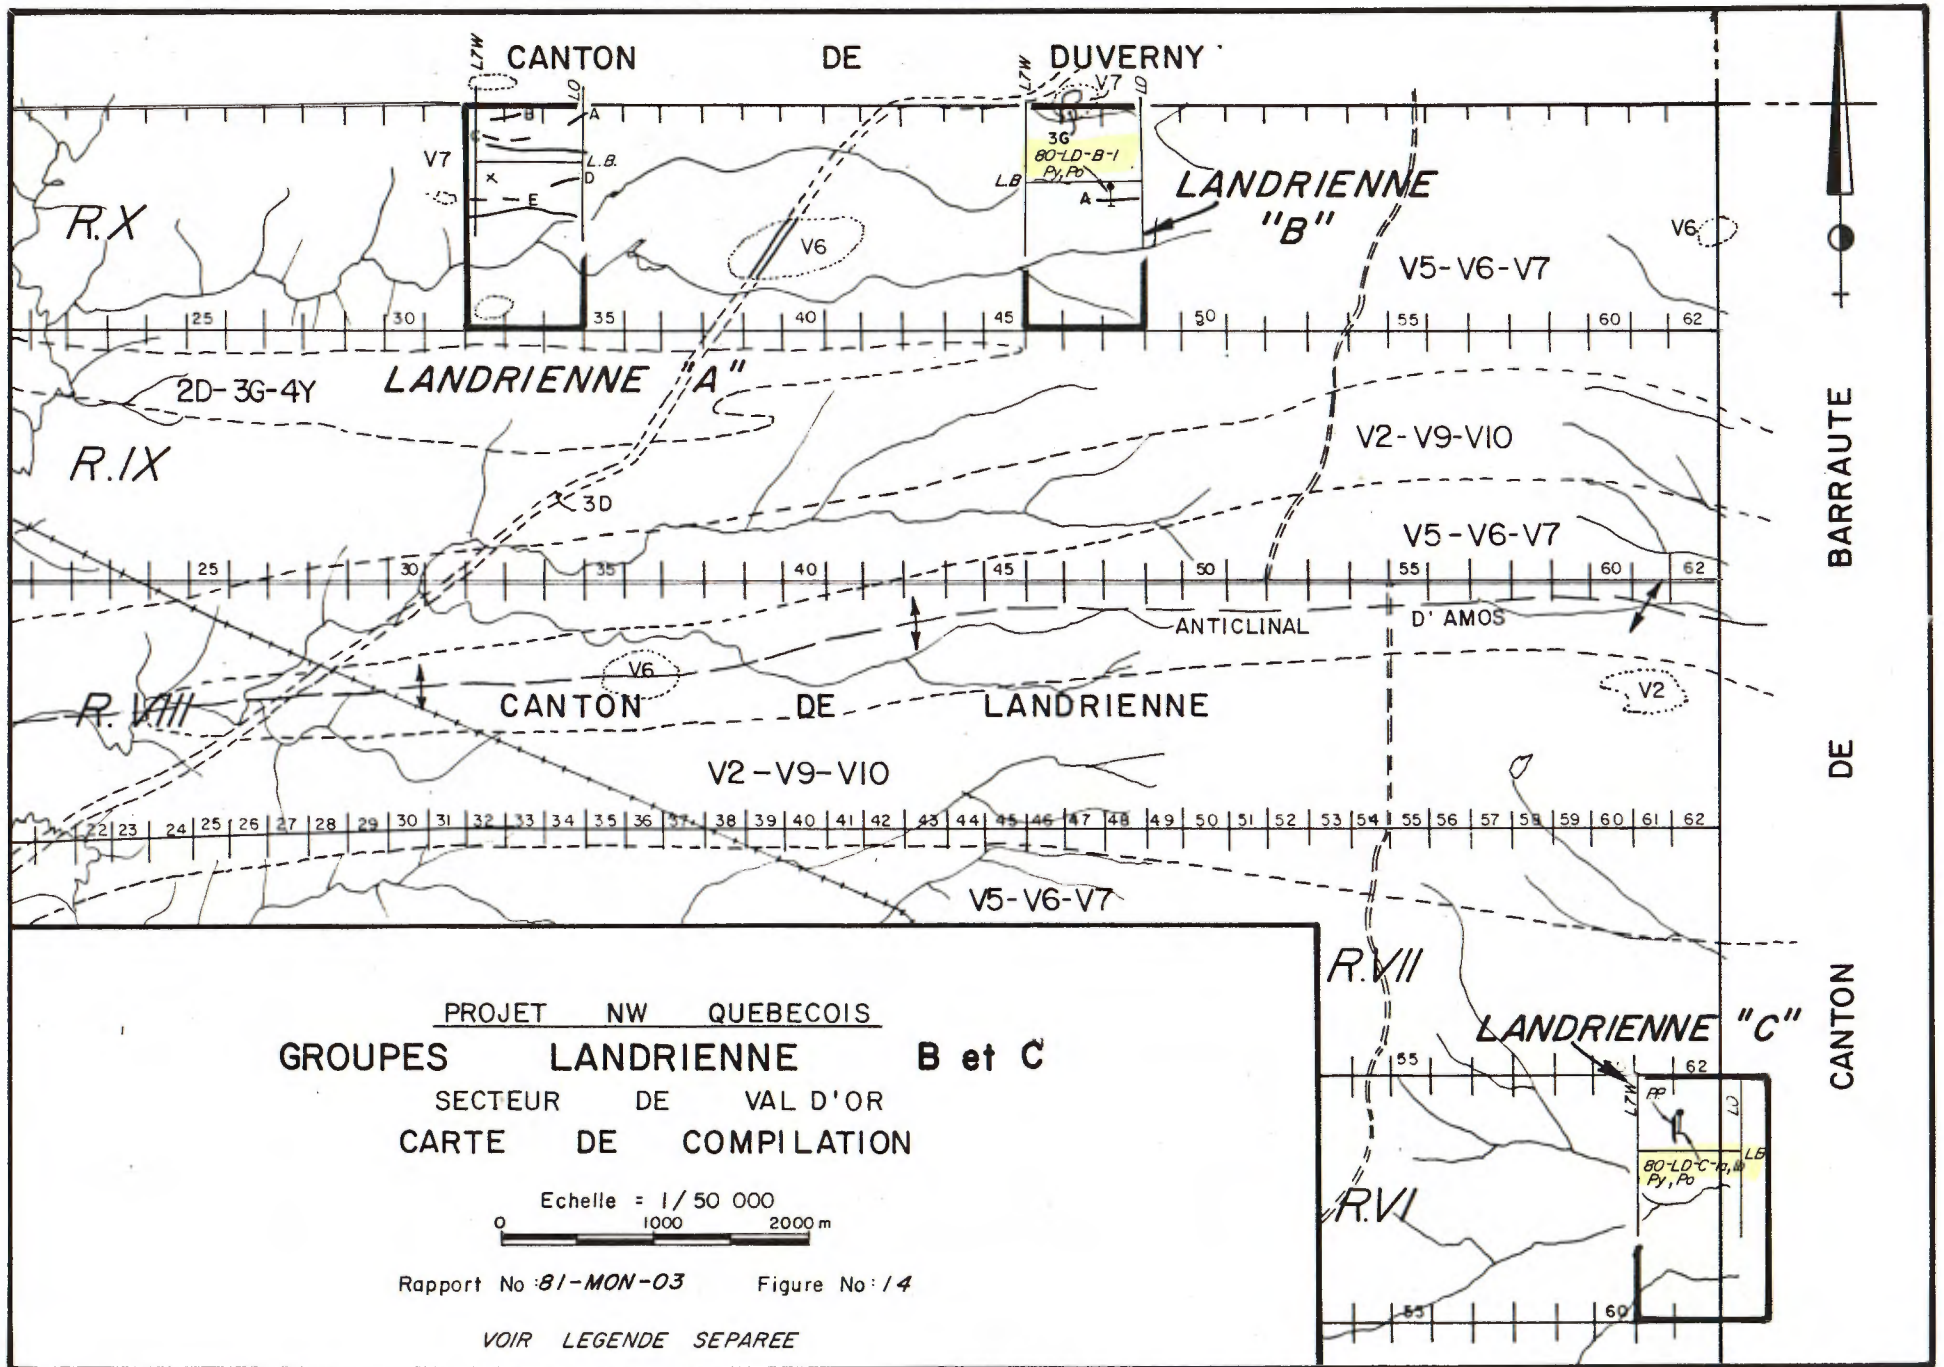 CANTON DE DUVERNY
L7W
LO
L7W
LO
V7
B
A
C
V7
L.B.
D
E
3G
80-LD-B-1
Py, Po
L.B
A
LANDRIENNE
"B"
R.X
V6
V6
V5-V6-V7
25 30 35 40 45 50 55 60 62
LANDRIENNE "A"
2D-3G-4Y
V2-V9-V10
R.IX
3D
V5-V6-V7
25 30 35 40 45 50 55 60 62
ANTICLINAL D'AMOS
V6
V2
R.VIII
CANTON DE LANDRIENNE
V2-V9-V10
22 23 24 25 26 27 28 29 30 31 32 33 34 35 36 37 38 39 40 41 42 43 44 45 46 47 48 49 50 51 52 53 54 55 56 57 58 59 60 61 62
V5-V6-V7
R.VII
LANDRIENNE "C"
55 62
L7W
P.P.
LO
LB
80-LD-C-1a,1b
Py, Po
R.VI
55 60
CANTON DE BARRAUTE
PROJET NW QUEBECOIS
GROUPES LANDRIENNE B et C
SECTEUR DE VAL D'OR
CARTE DE COMPILATION
Echelle = 1/50 000
0 1000 2000 m
Rapport No : 81-MON-03 Figure No : 14
VOIR LEGENDE SEPAREE